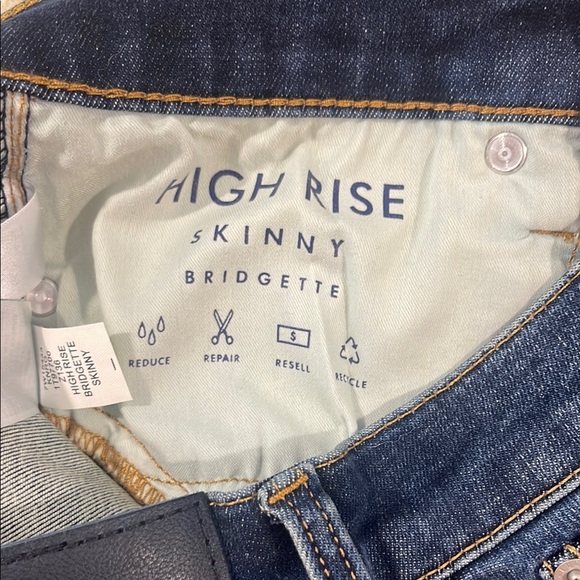 HIGH RISE
SKINNY
BRIDGETTE
REDUCE
REPAIR
$
RESELL
RECYCLE
HIGH RISE
BRIDGETTE
SKINNY